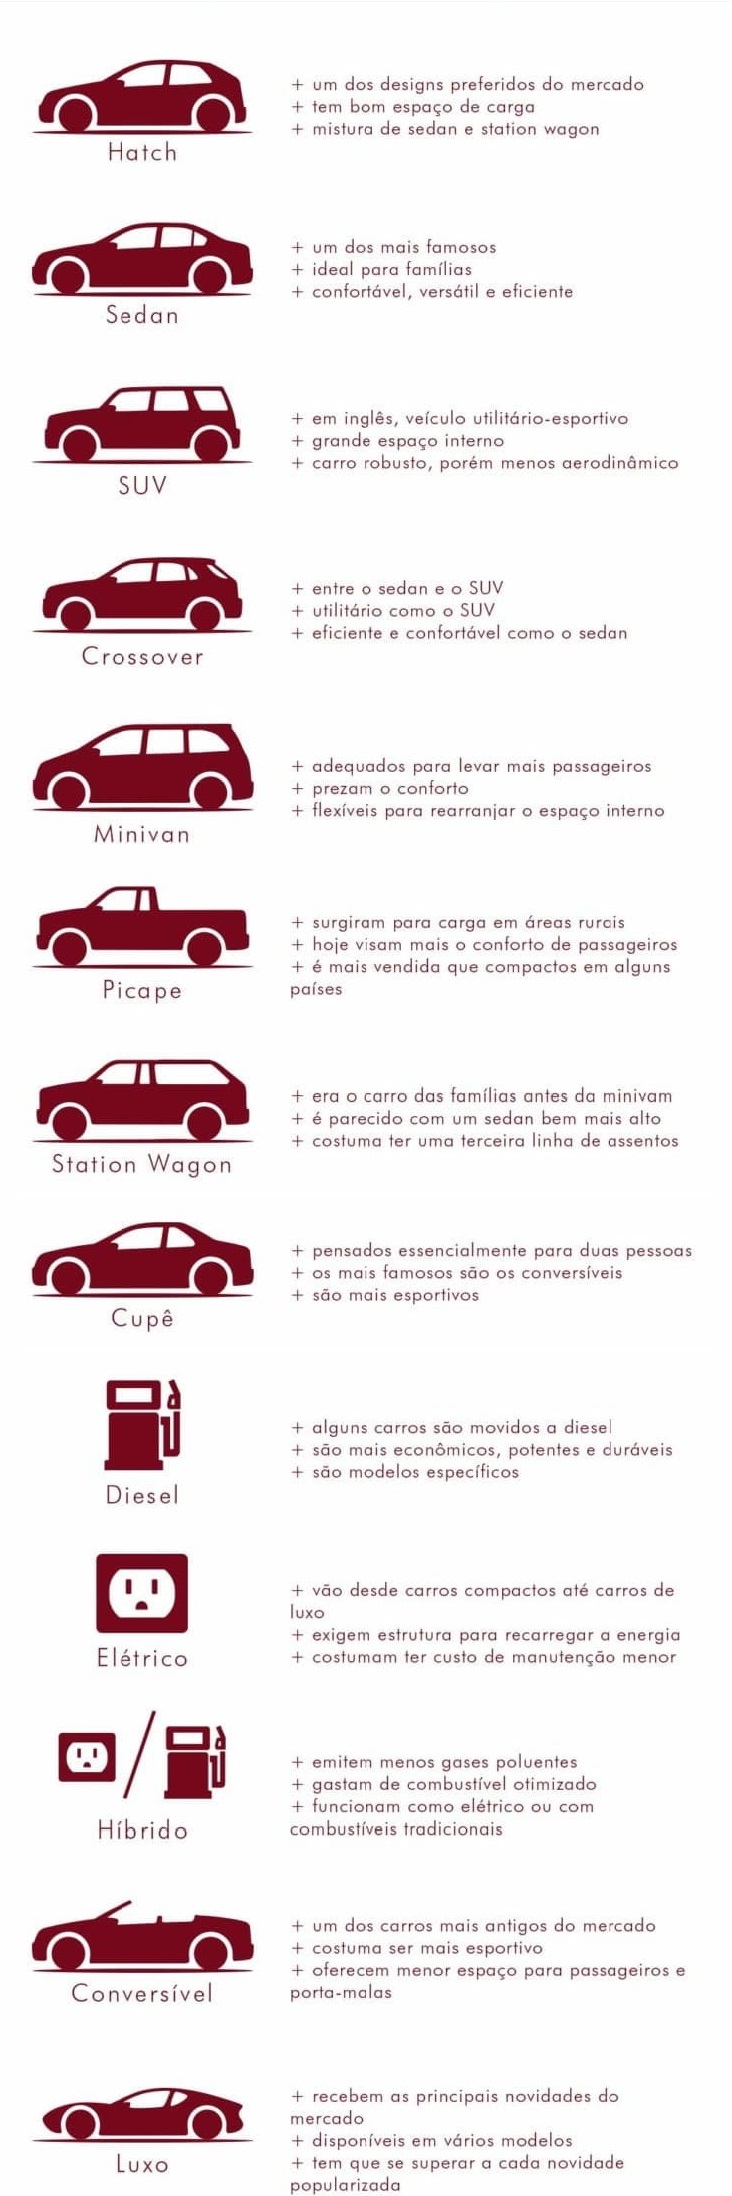 + um dos designs preferidos do mercado
+ tem bom espaço de carga
+ mistura de sedan e station wagon
Hatch
+ um dos mais famosos
+ ideal para famílias
+ confortável, versátil e eficiente
Sedan
+ em inglês, veículo utilitário-esportivo
+ grande espaço interno
+ carro robusto, porém menos aerodinâmico
SUV
+ entre o sedan e o SUV
+ utilitário como o SUV
+ eficiente e confortável como o sedan
Crossover
+ adequados para levar mais passageiros
+ prezam o conforto
+ flexíveis para rearranjar o espaço interno
Minivan
+ surgiram para carga em áreas rurais
+ hoje visam mais o conforto de passageiros
+ é mais vendida que compactos em alguns
países
Picape
+ era o carro das famílias antes da minivam
+ é parecido com um sedan bem mais alto
+ costuma ter uma terceira linha de assentos
Station Wagon
+ pensados essencialmente para duas pessoas
+ os mais famosos são os conversíveis
+ são mais esportivos
Cupê
+ alguns carros são movidos a diesel
+ são mais econômicos, potentes e duráveis
+ são modelos específicos
Diesel
+ vão desde carros compactos até carros de
luxo
+ exigem estrutura para recarregar a energia
+ costumam ter custo de manutenção menor
Elétrico
+ emitem menos gases poluentes
+ gastam de combustível otimizado
+ funcionam como elétrico ou com
combustíveis tradicionais
Híbrido
+ um dos carros mais antigos do mercado
+ costuma ser mais esportivo
+ oferecem menor espaço para passageiros e
porta-malas
Conversível
+ recebem as principais novidades do
mercado
+ disponíveis em vários modelos
+ tem que se superar a cada novidade
popularizada
Luxo